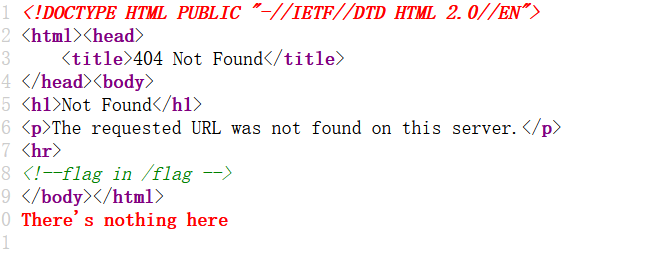 1 <!DOCTYPE HTML PUBLIC "-//IETF//DTD HTML 2.0//EN">
2 <html><head>
3     <title>404 Not Found</title>
4 </head><body>
5 <h1>Not Found</h1>
6 <p>The requested URL was not found on this server.</p>
7 <hr>
8 <!--flag in /flag -->
9 </body></html>
0 There's nothing here
1